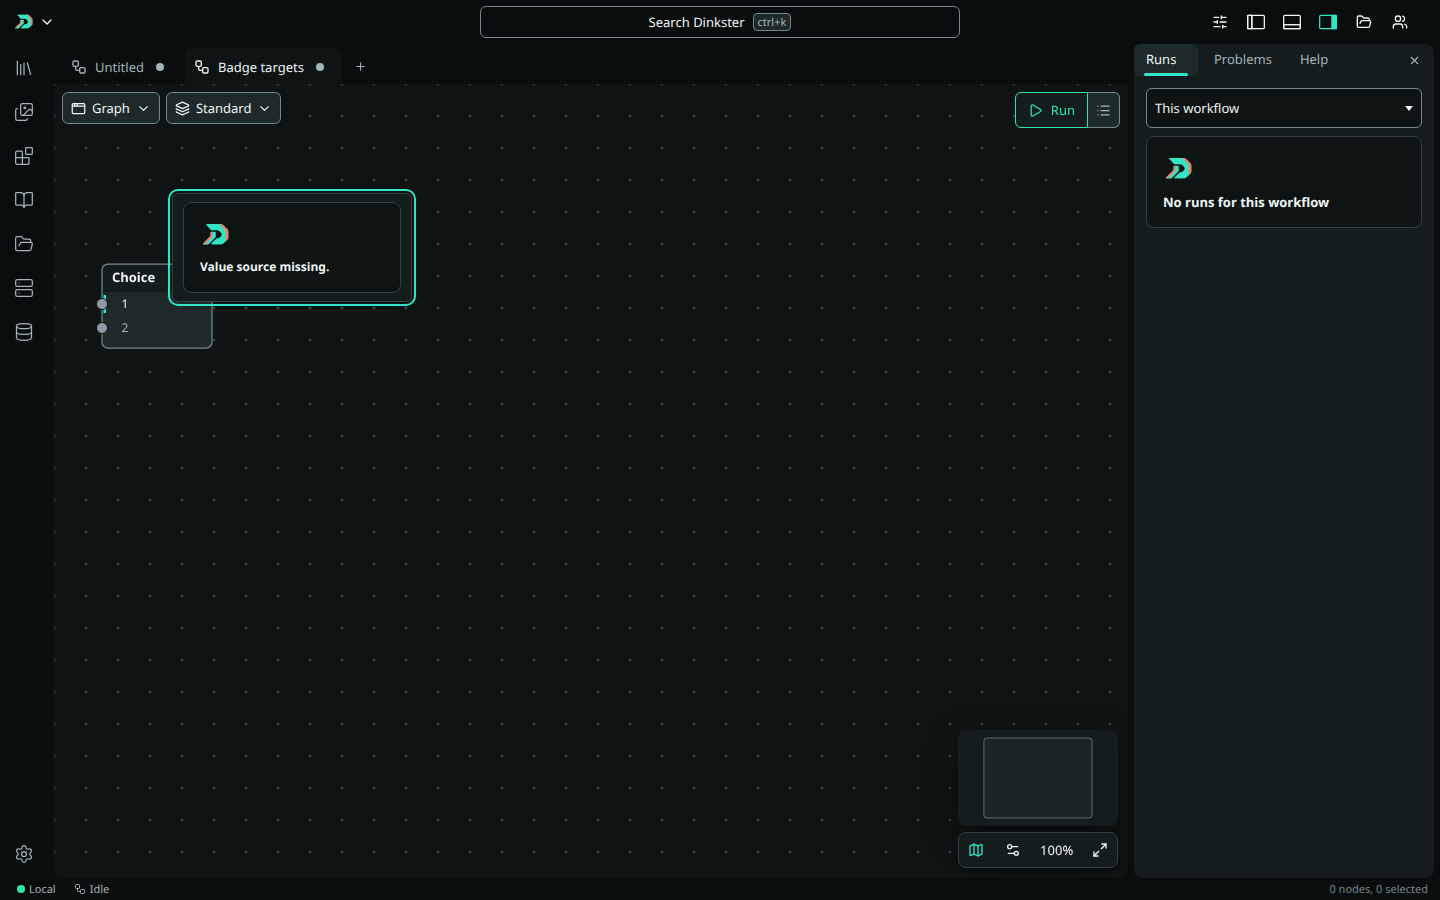 Search Dinkster ctrl+k
Untitled
Badge targets
Runs
Problems
Help
Graph
Standard
Run
This workflow
No runs for this workflow
Value source missing.
Choice
1
2
100%
Local
Idle
0 nodes, 0 selected